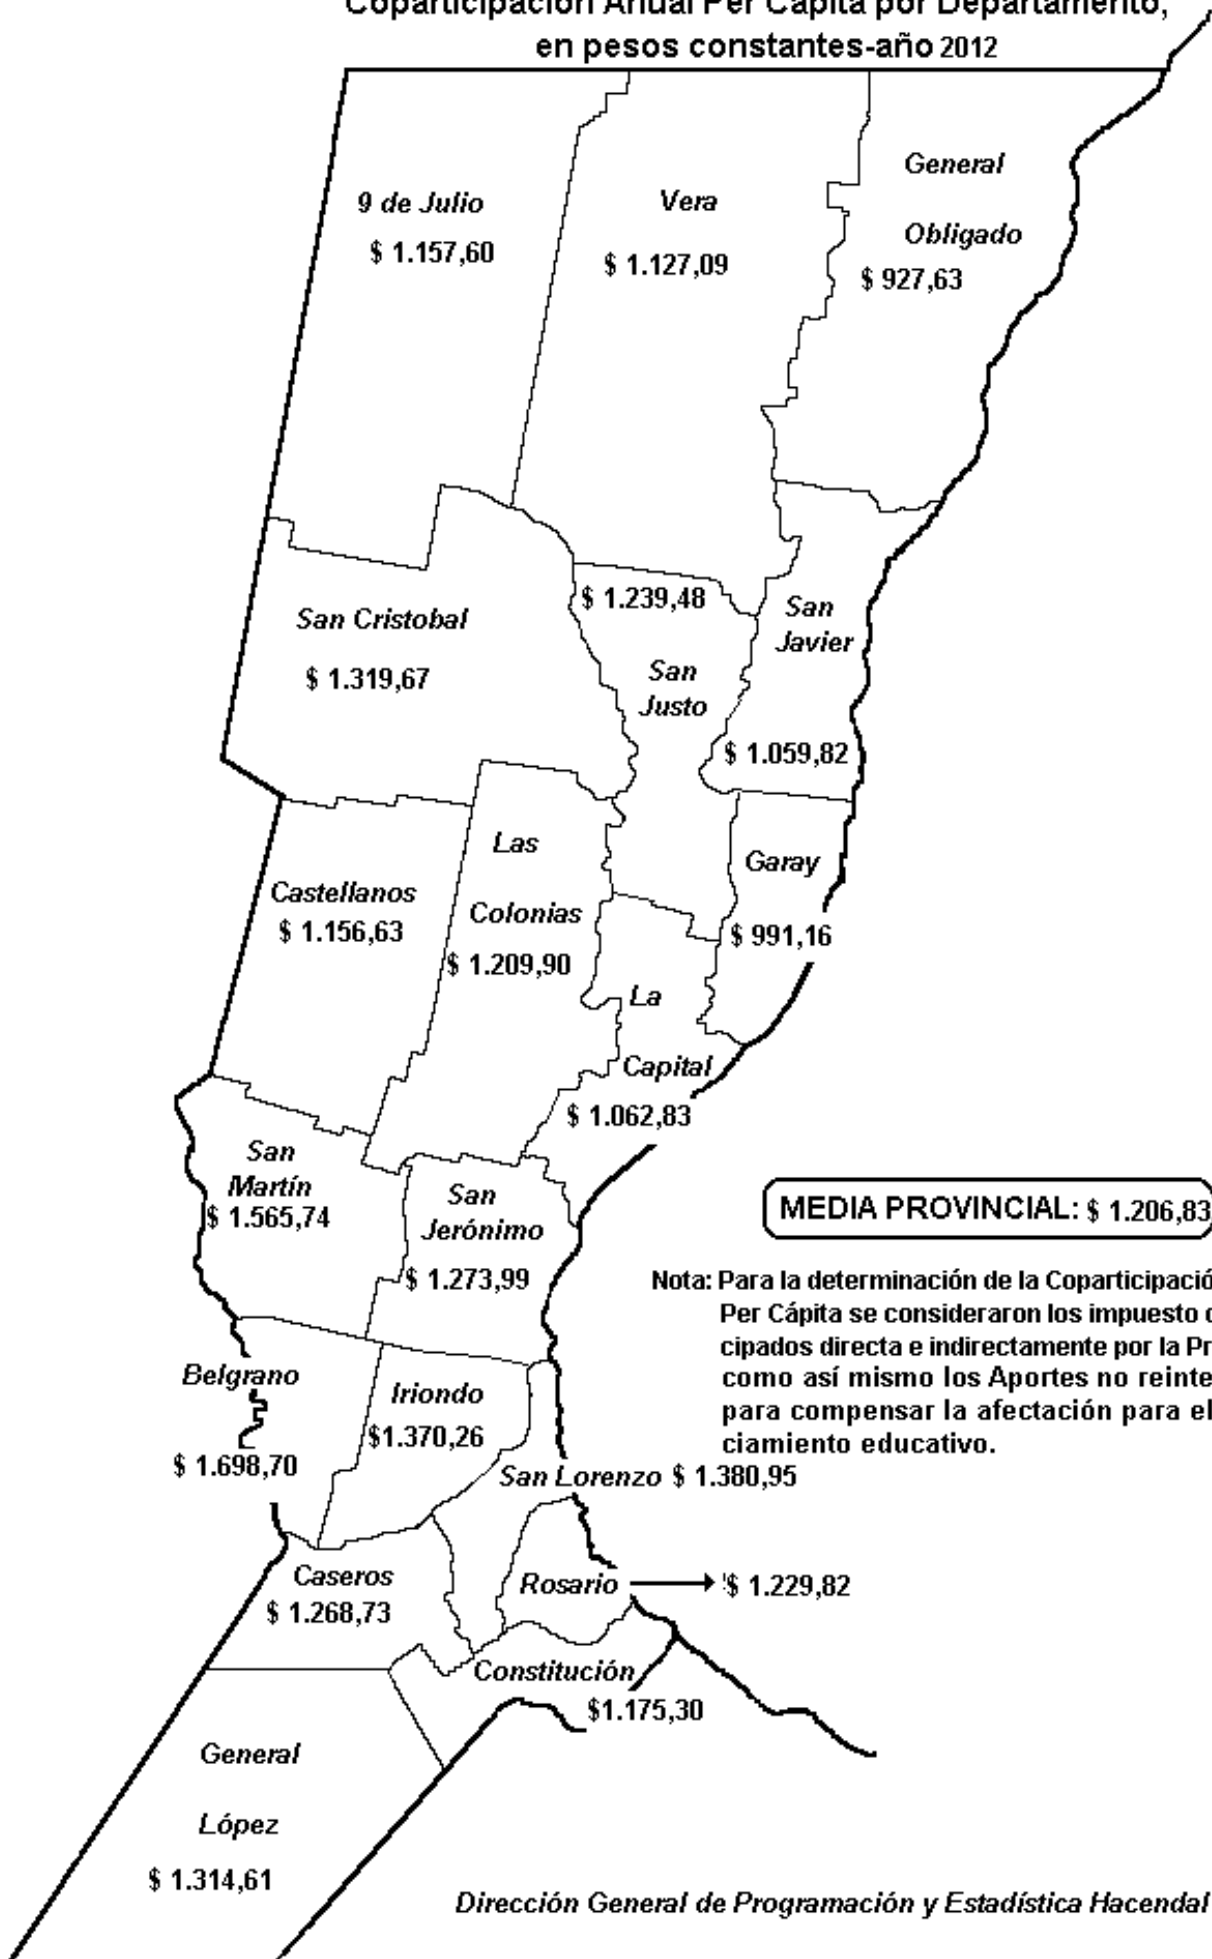 Coparticipación Anual Per Cápita por Departamento,
en pesos constantes-año 2012
9 de Julio
$ 1.157,60
Vera
$ 1.127,09
General
Obligado
$ 927,63
San Cristobal
$ 1.319,67
$ 1.239,48
San
Justo
San
Javier
$ 1.059,82
Las
Colonias
$ 1.209,90
Castellanos
$ 1.156,63
Garay
$ 991,16
La
Capital
$ 1.062,83
San
Martín
$ 1.565,74
San
Jerónimo
$ 1.273,99
MEDIA PROVINCIAL: $ 1.206,83
Nota: Para la determinación de la Coparticipació
Per Cápita se consideraron los impuesto
cipados directa e indirectamente por la Pr
como así mismo los Aportes no reinte
para compensar la afectación para el
ciamiento educativo.
Belgrano
$ 1.698,70
Iriondo
$1.370,26
San Lorenzo $ 1.380,95
Caseros
$ 1.268,73
Rosario
$ 1.229,82
Constitución
$1.175,30
General
López
$ 1.314,61
Dirección General de Programación y Estadística Hacendal